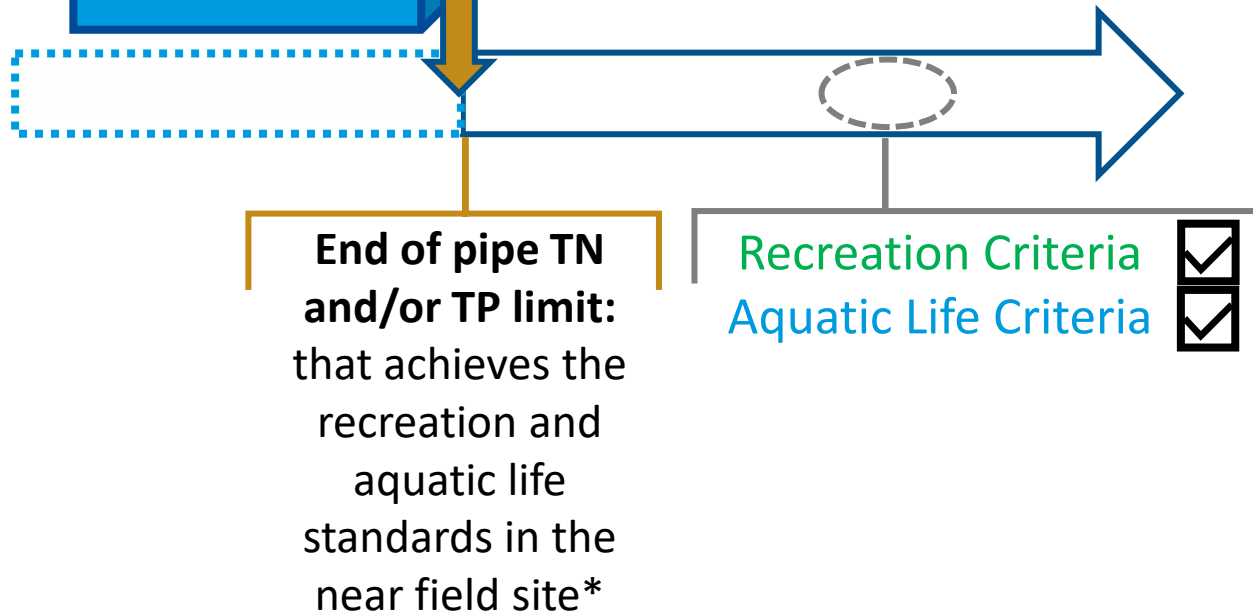 End of pipe TN
and/or TP limit:
that achieves the
recreation and
aquatic life
standards in the
near field site*
Recreation Criteria
Aquatic Life Criteria